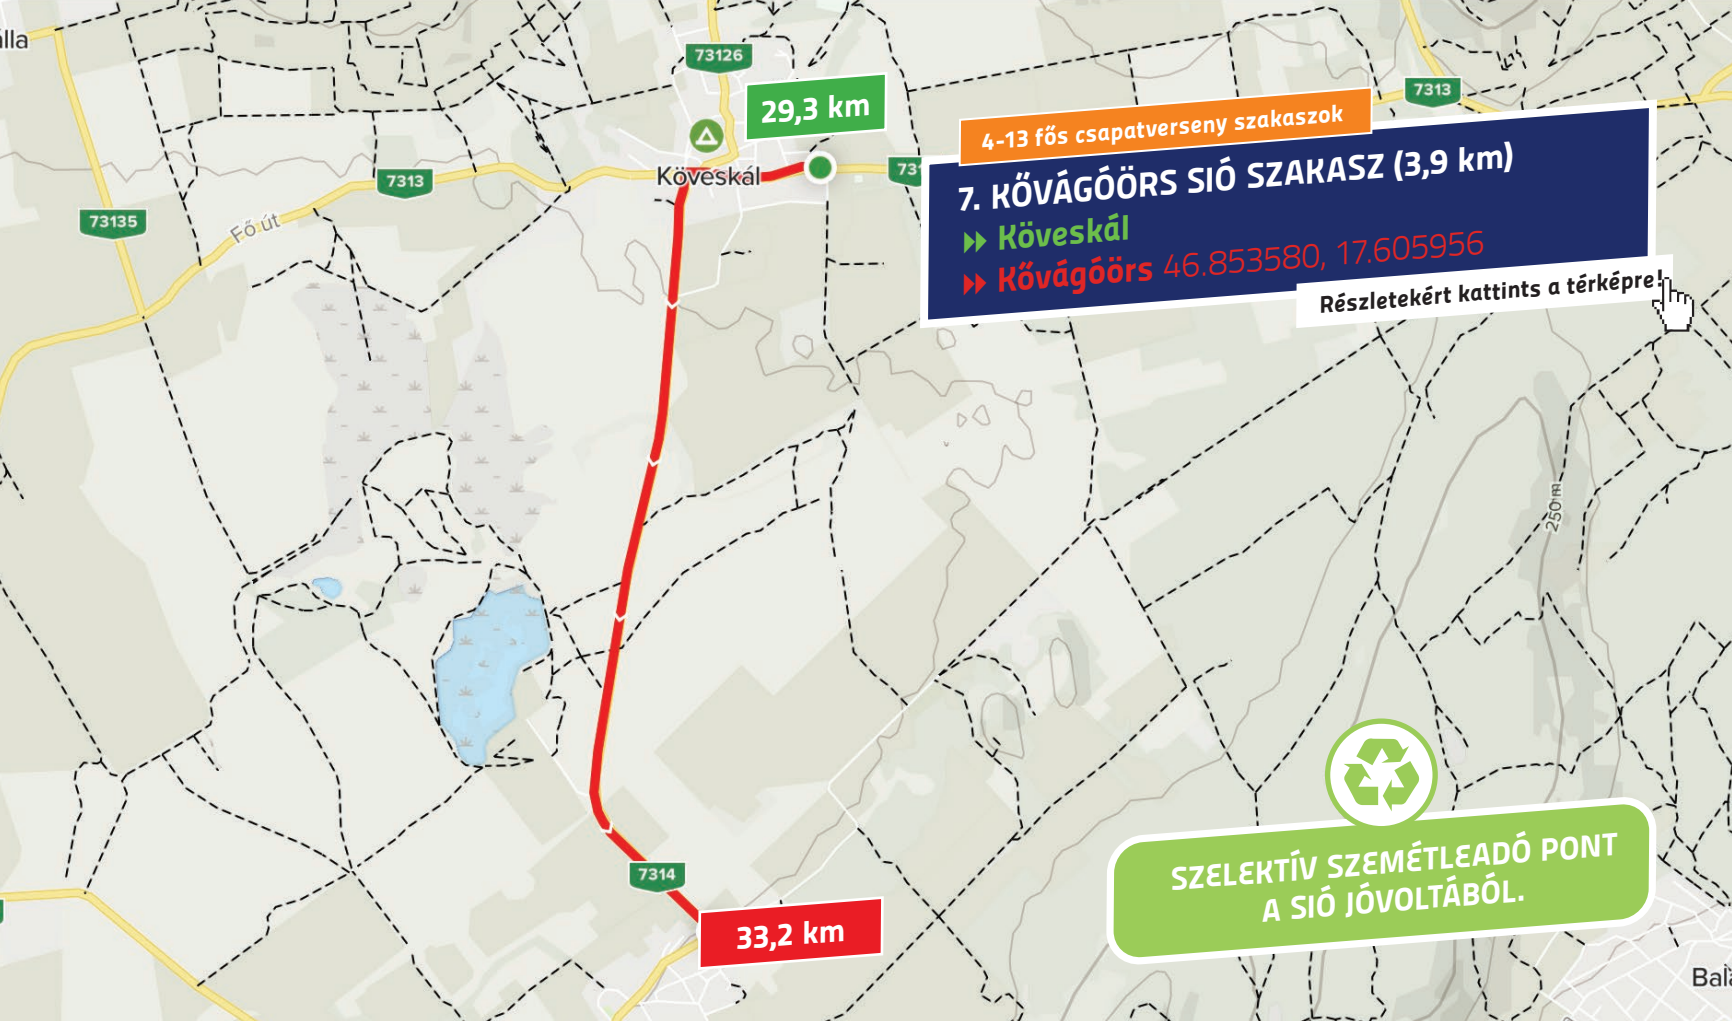 73126
29,3 km
7313
4-13 fős csapatverseny szakaszok
7. KŐVÁGÓÖRS SIÓ SZAKASZ (3,9 km)
Köveskál
Kővágóörs 46.853580, 17.605956
Részletekért kattints a térképre!
Köveskál
7313
73135
Fő út
250 m
7314
33,2 km
SZELEKTÍV SZEMÉTLEADÓ PONT
A SIÓ JÓVOLTÁBÓL.